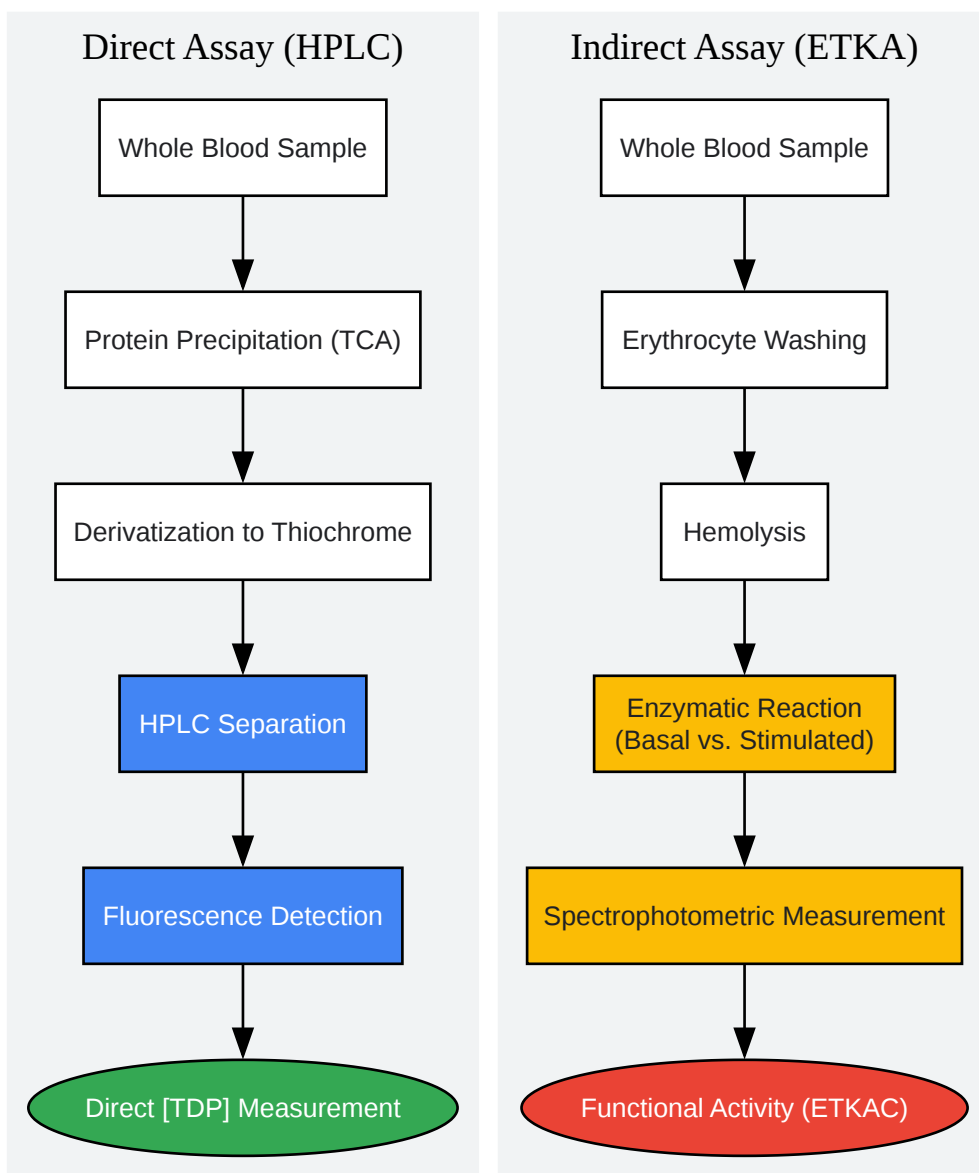 Direct Assay (HPLC)
Whole Blood Sample
Protein Precipitation (TCA)
Derivatization to Thiochrome
HPLC Separation
Fluorescence Detection
Direct [TDP] Measurement
Indirect Assay (ETKA)
Whole Blood Sample
Erythrocyte Washing
Hemolysis
Enzymatic Reaction
(Basal vs. Stimulated)
Spectrophotometric Measurement
Functional Activity (ETKAC)